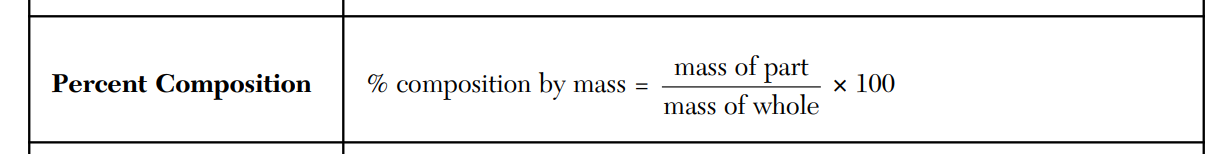 Percent Composition
% composition by mass = mass of part / mass of whole × 100